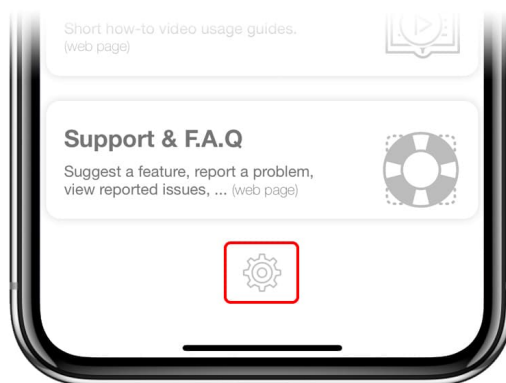 Short how-to video usage guides.
(web page)
Support & F.A.Q
Suggest a feature, report a problem,
view reported issues, ... (web page)